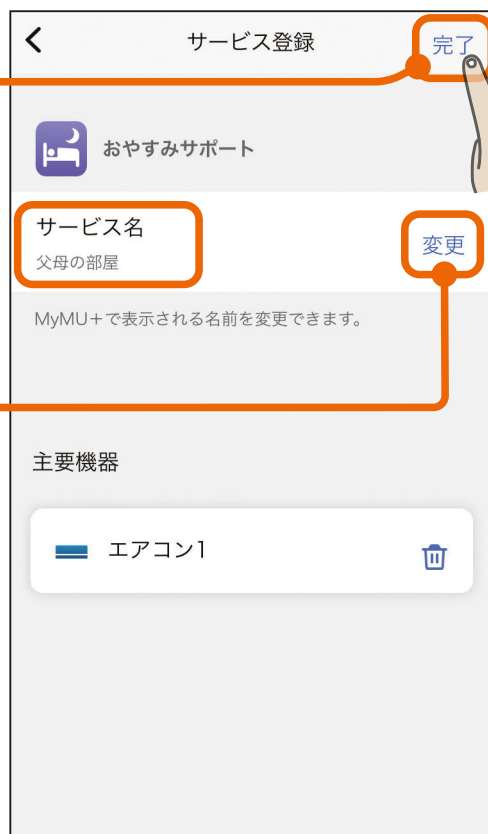 サービス登録
完了
おやすみサポート
サービス名
父母の部屋
変更
MyMU+で表示される名前を変更できます。
主要機器
エアコン1